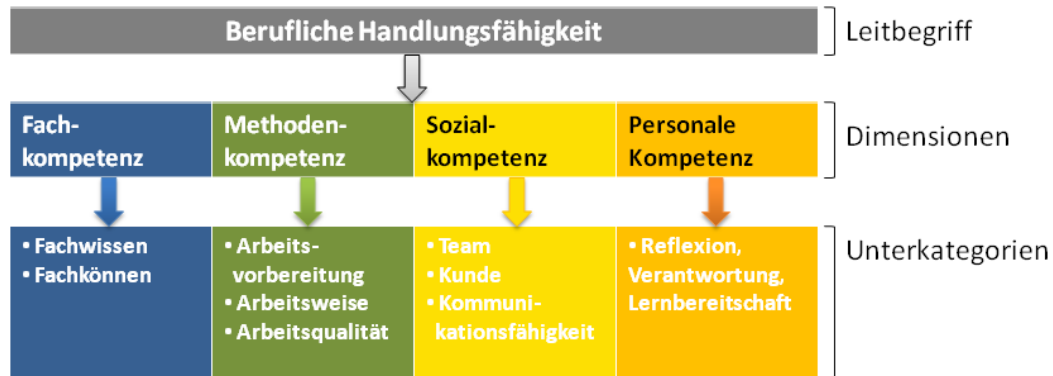 Berufliche Handlungsfähigkeit
Leitbegriff
Fach-
kompetenz
Methoden-
kompetenz
Sozial-
kompetenz
Personale
Kompetenz
Dimensionen
• Fachwissen
• Fachkönnen
• Arbeits-
vorbereitung
• Arbeitsweise
• Arbeitsqualität
• Team
• Kunde
• Kommuni-
kationsfähigkeit
• Reflexion,
Verantwortung,
Lernbereitschaft
Unterkategorien